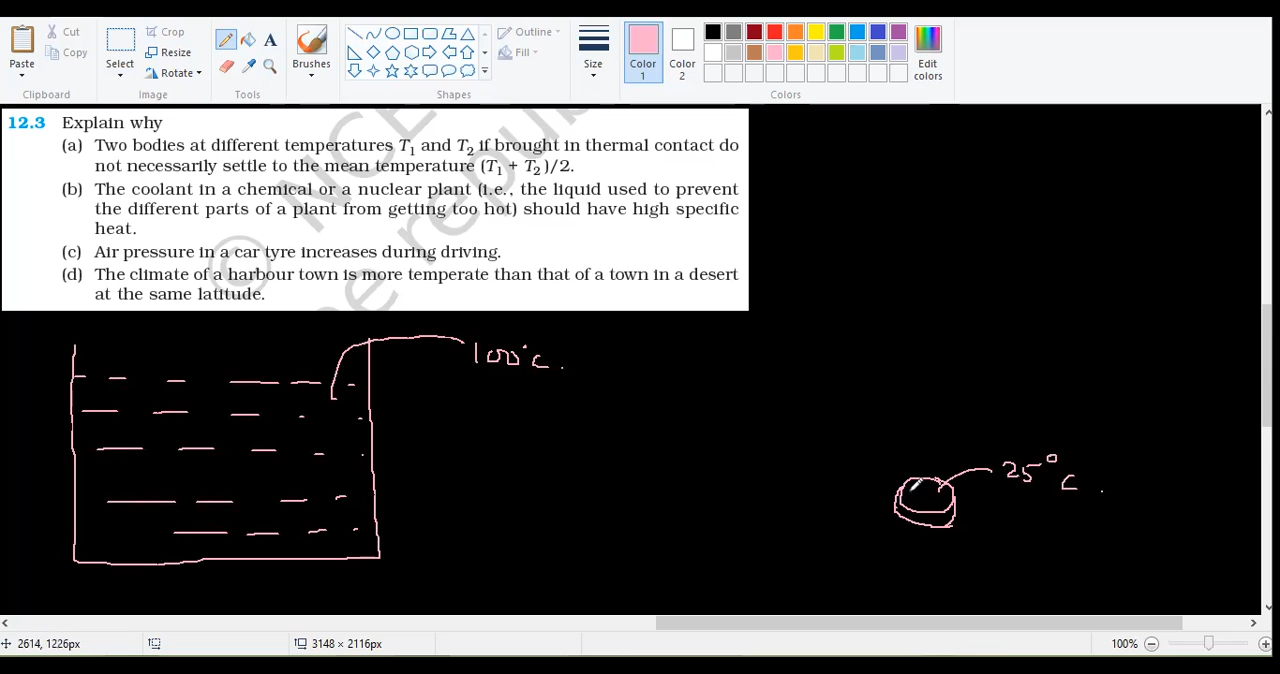 Cut
Copy
Paste
Clipboard
Crop
Resize
Rotate
Select
Image
Tools
Brushes
Outline
Fill
Shapes
Size
Color 1
Color 2
Edit colors
Colors
12.3 Explain why
(a) Two bodies at different temperatures T1 and T2 if brought in thermal contact do
not necessarily settle to the mean temperature (T1 + T2)/2.
(b) The coolant in a chemical or a nuclear plant (i.e., the liquid used to prevent
the different parts of a plant from getting too hot) should have high specific
heat.
(c) Air pressure in a car tyre increases during driving.
(d) The climate of a harbour town is more temperate than that of a town in a desert
at the same latitude.
© NCE
e repub
100°C.
25°C.
2614, 1226px
3148 × 2116px
100%